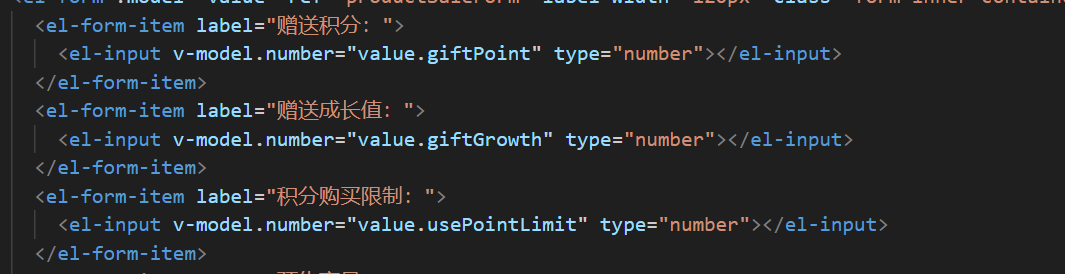 <el-form :model="value" ref="productSaleForm" label-width="120px" class="form-inner-contain
<el-form-item label="赠送积分：">
<el-input v-model.number="value.giftPoint" type="number"></el-input>
</el-form-item>
<el-form-item label="赠送成长值：">
<el-input v-model.number="value.giftGrowth" type="number"></el-input>
</el-form-item>
<el-form-item label="积分购买限制：">
<el-input v-model.number="value.usePointLimit" type="number"></el-input>
</el-form-item>